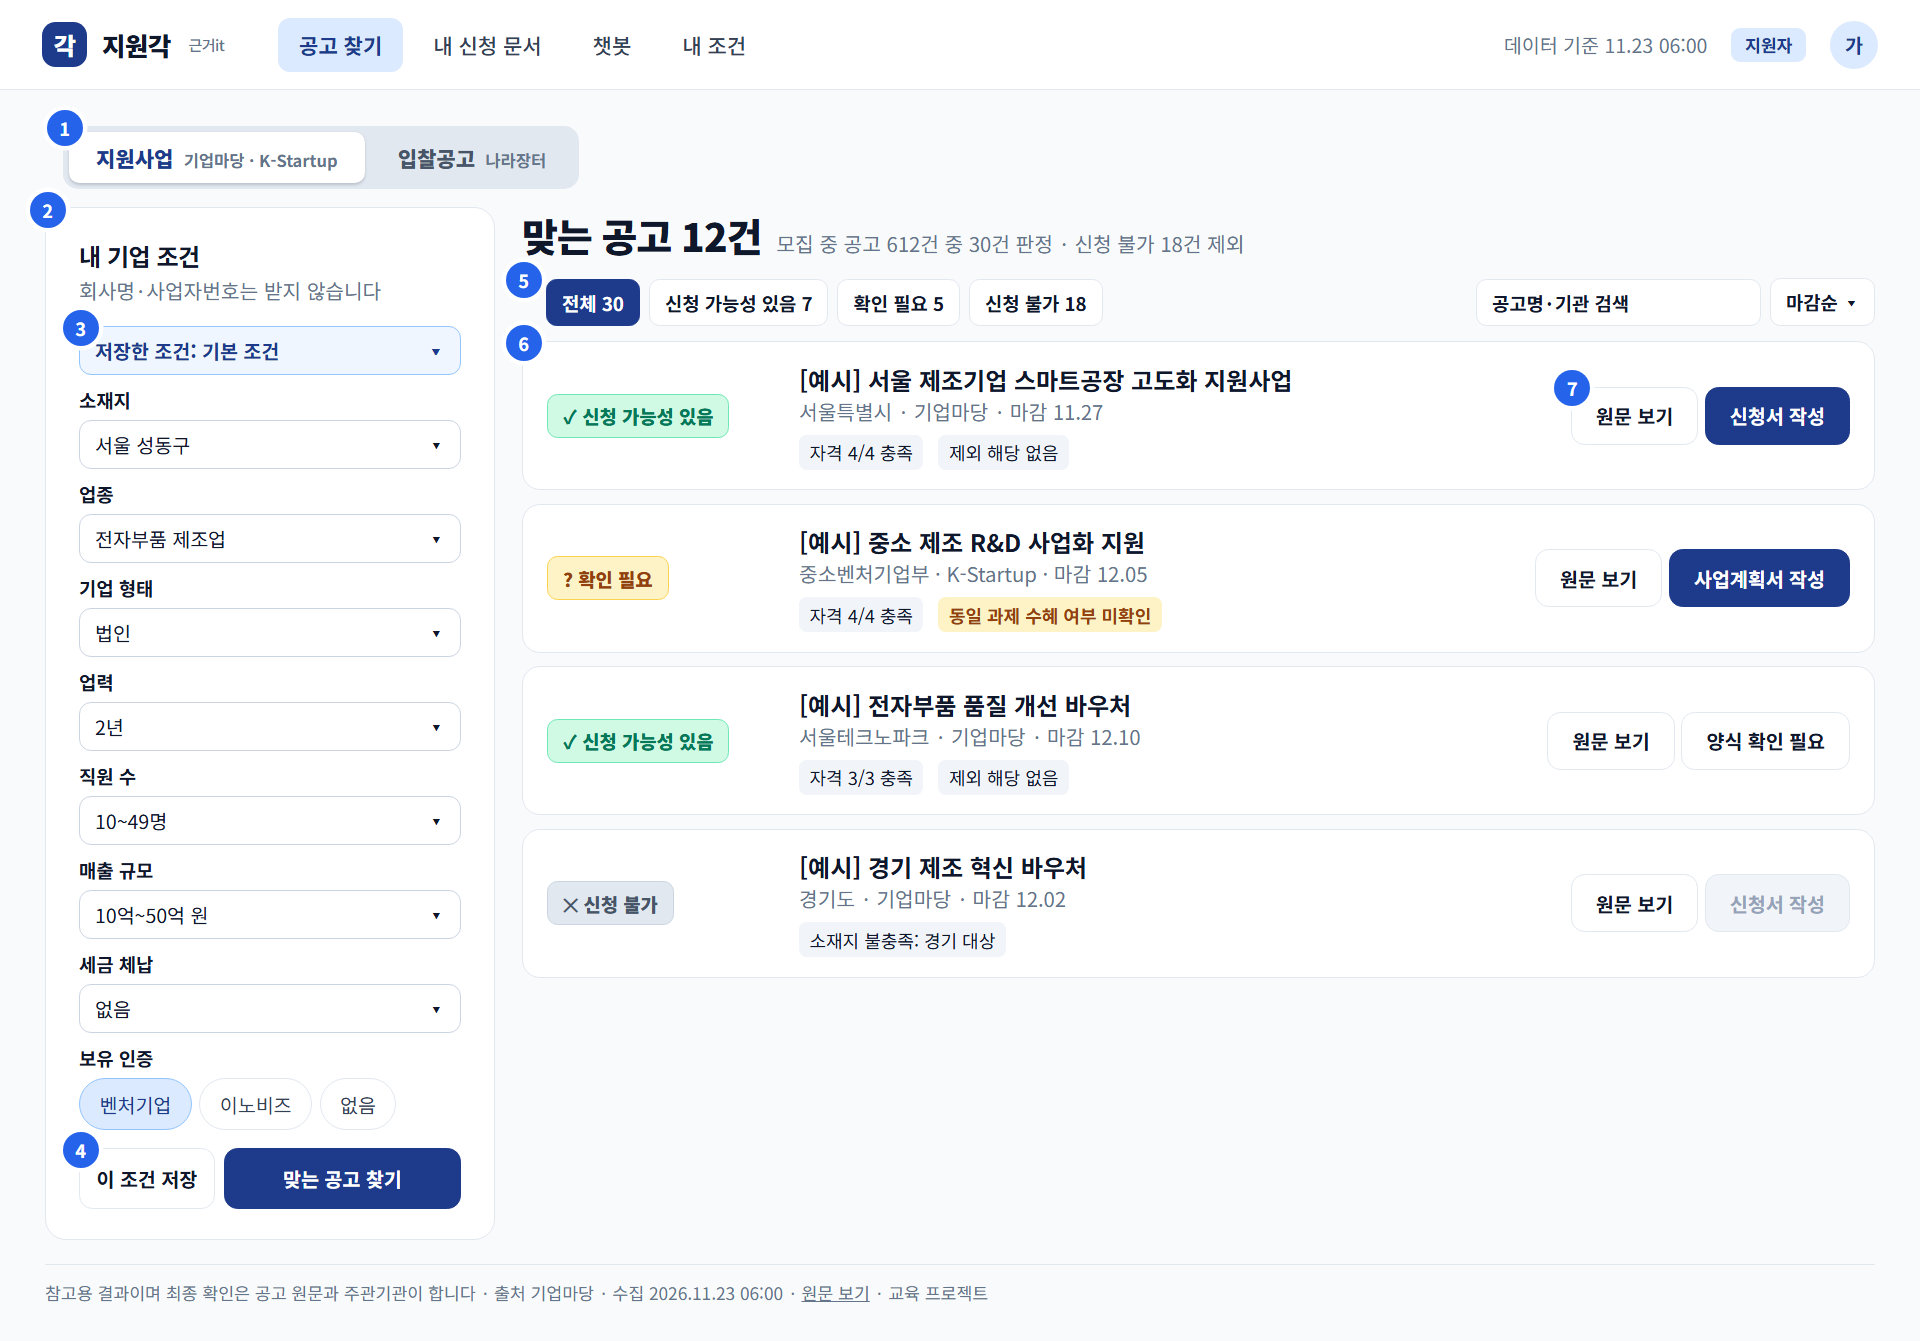 각 지원각 근거it 공고 찾기 내 신청 문서 챗봇 내 조건 데이터 기준 11.23 06:00 지원자 가
1
지원사업 기업마당 · K-Startup 입찰공고 나라장터
2
내 기업 조건
회사명·사업자번호는 받지 않습니다
3
저장한 조건: 기본 조건 ▼
소재지
서울 성동구 ▼
업종
전자부품 제조업 ▼
기업 형태
법인 ▼
업력
2년 ▼
직원 수
10~49명 ▼
매출 규모
10억~50억 원 ▼
세금 체납
없음 ▼
보유 인증
벤처기업 이노비즈 없음
4
이 조건 저장 맞는 공고 찾기
맞는 공고 12건 모집 중 공고 612건 중 30건 판정 · 신청 불가 18건 제외
5
전체 30 신청 가능성 있음 7 확인 필요 5 신청 불가 18 공고명·기관 검색 마감순 ▼
6
✓ 신청 가능성 있음
[예시] 서울 제조기업 스마트공장 고도화 지원사업
서울특별시 · 기업마당 · 마감 11.27
자격 4/4 충족 제외 해당 없음
7
원문 보기 신청서 작성
? 확인 필요
[예시] 중소 제조 R&D 사업화 지원
중소벤처기업부 · K-Startup · 마감 12.05
자격 4/4 충족 동일 과제 수혜 여부 미확인
원문 보기 사업계획서 작성
✓ 신청 가능성 있음
[예시] 전자부품 품질 개선 바우처
서울테크노파크 · 기업마당 · 마감 12.10
자격 3/3 충족 제외 해당 없음
원문 보기 양식 확인 필요
✕ 신청 불가
[예시] 경기 제조 혁신 바우처
경기도 · 기업마당 · 마감 12.02
소재지 불충족: 경기 대상
원문 보기 신청서 작성
참고용 결과이며 최종 확인은 공고 원문과 주관기관이 합니다 · 출처 기업마당 · 수집 2026.11.23 06:00 · 원문 보기 · 교육 프로젝트